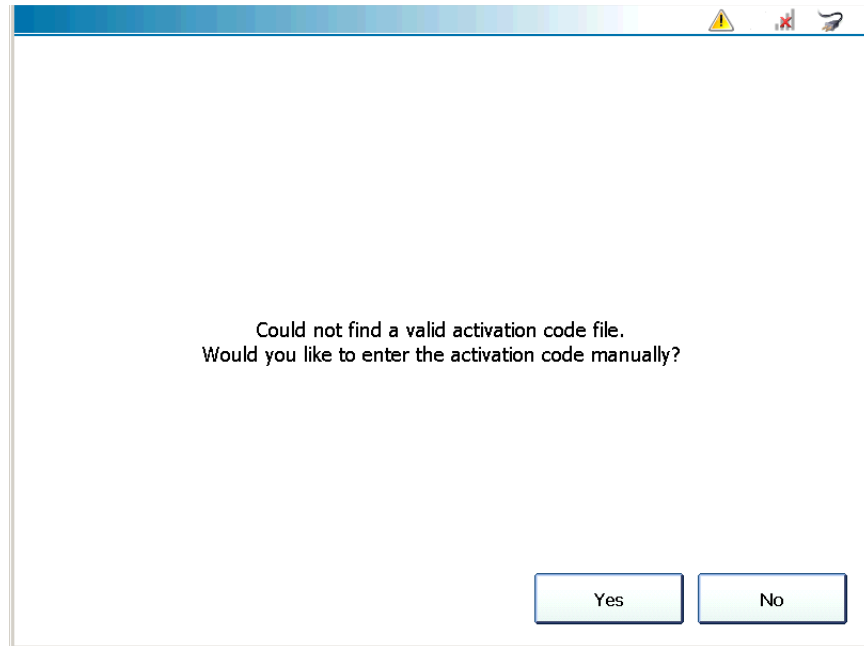 Could not find a valid activation code file.
Would you like to enter the activation code manually?
Yes
No